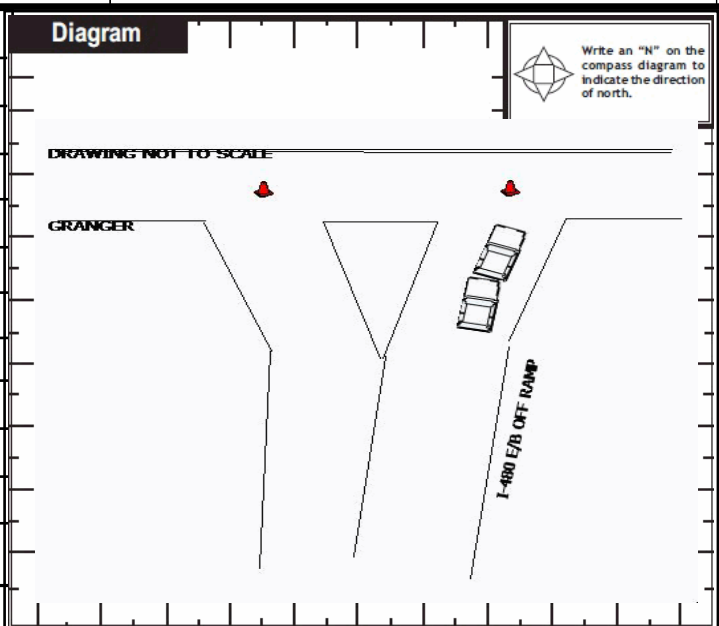 Diagram
Write an “N” on the
compass diagram to
indicate the direction
of north.
DRAWING NOT TO SCALE
GRANGER
I-480 E/B OFF RAMP